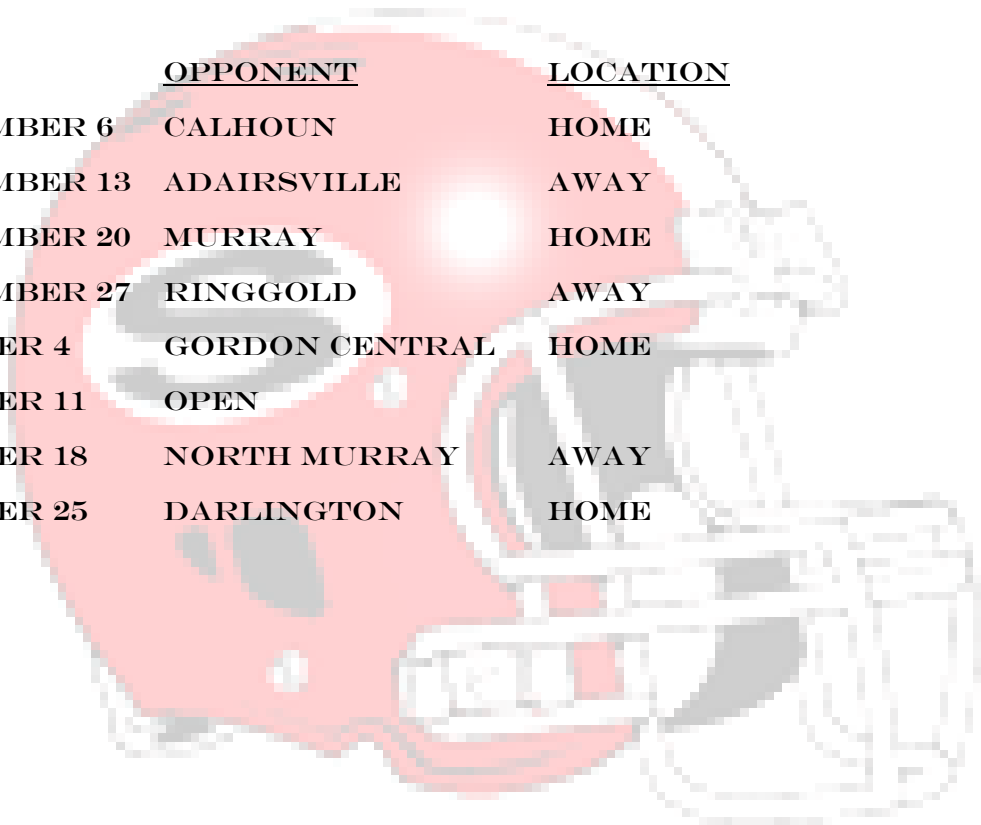 OPPONENT LOCATION
MBER 6 CALHOUN HOME
MBER 13 ADAIRSVILLE AWAY
MBER 20 MURRAY HOME
MBER 27 RINGGOLD AWAY
ER 4 GORDON CENTRAL HOME
ER 11 OPEN
ER 18 NORTH MURRAY AWAY
ER 25 DARLINGTON HOME
S